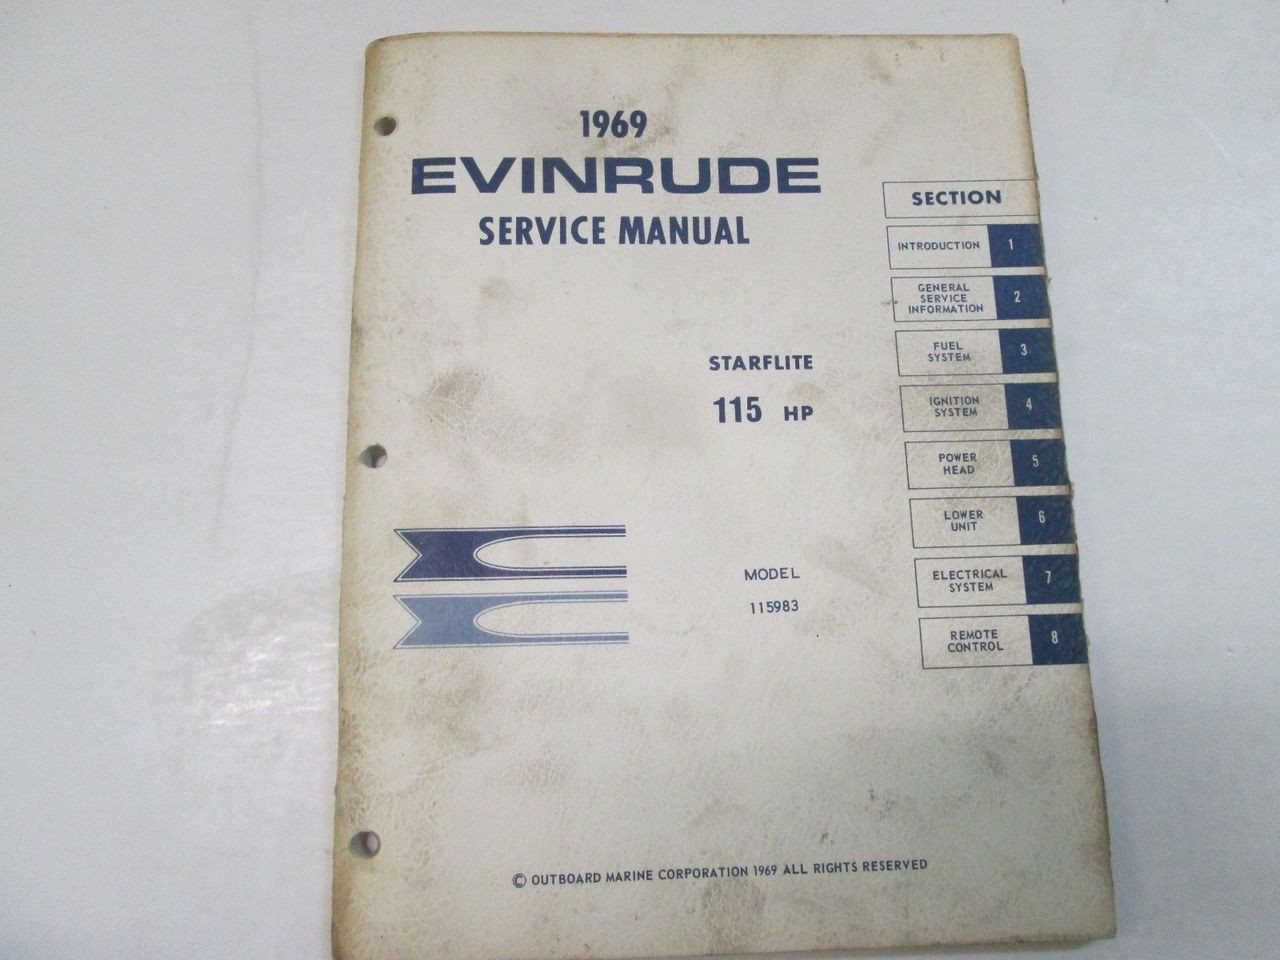 1969
EVINRUDE
SERVICE MANUAL
STARFLITE
115 HP
MODEL
115983
SECTION
INTRODUCTION 1
GENERAL
SERVICE
INFORMATION 2
FUEL
SYSTEM 3
IGNITION
SYSTEM 4
POWER
HEAD 5
LOWER
UNIT 6
ELECTRICAL
SYSTEM 7
REMOTE
CONTROL 8
© OUTBOARD MARINE CORPORATION 1969 ALL RIGHTS RESERVED